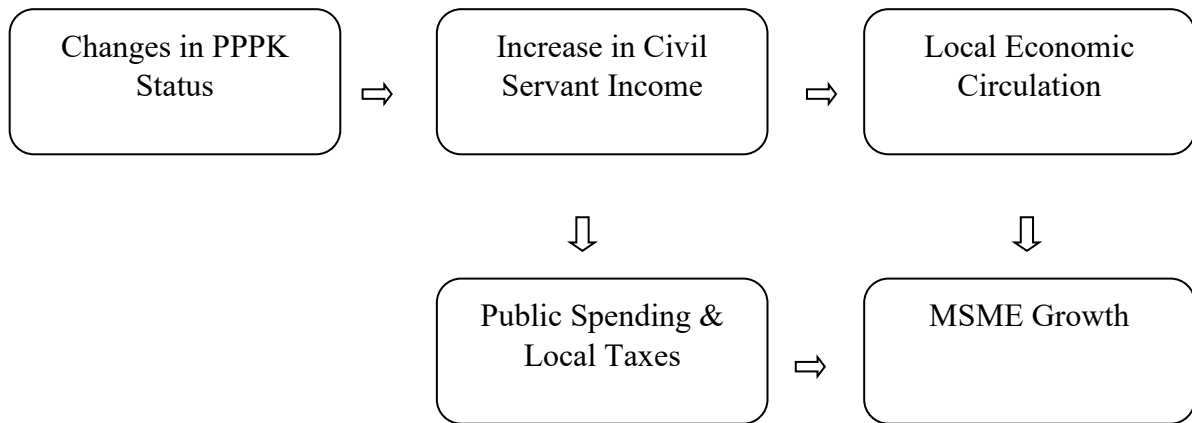 Changes in PPPK
Status
Increase in Civil
Servant Income
Local Economic
Circulation
Public Spending &
Local Taxes
MSME Growth